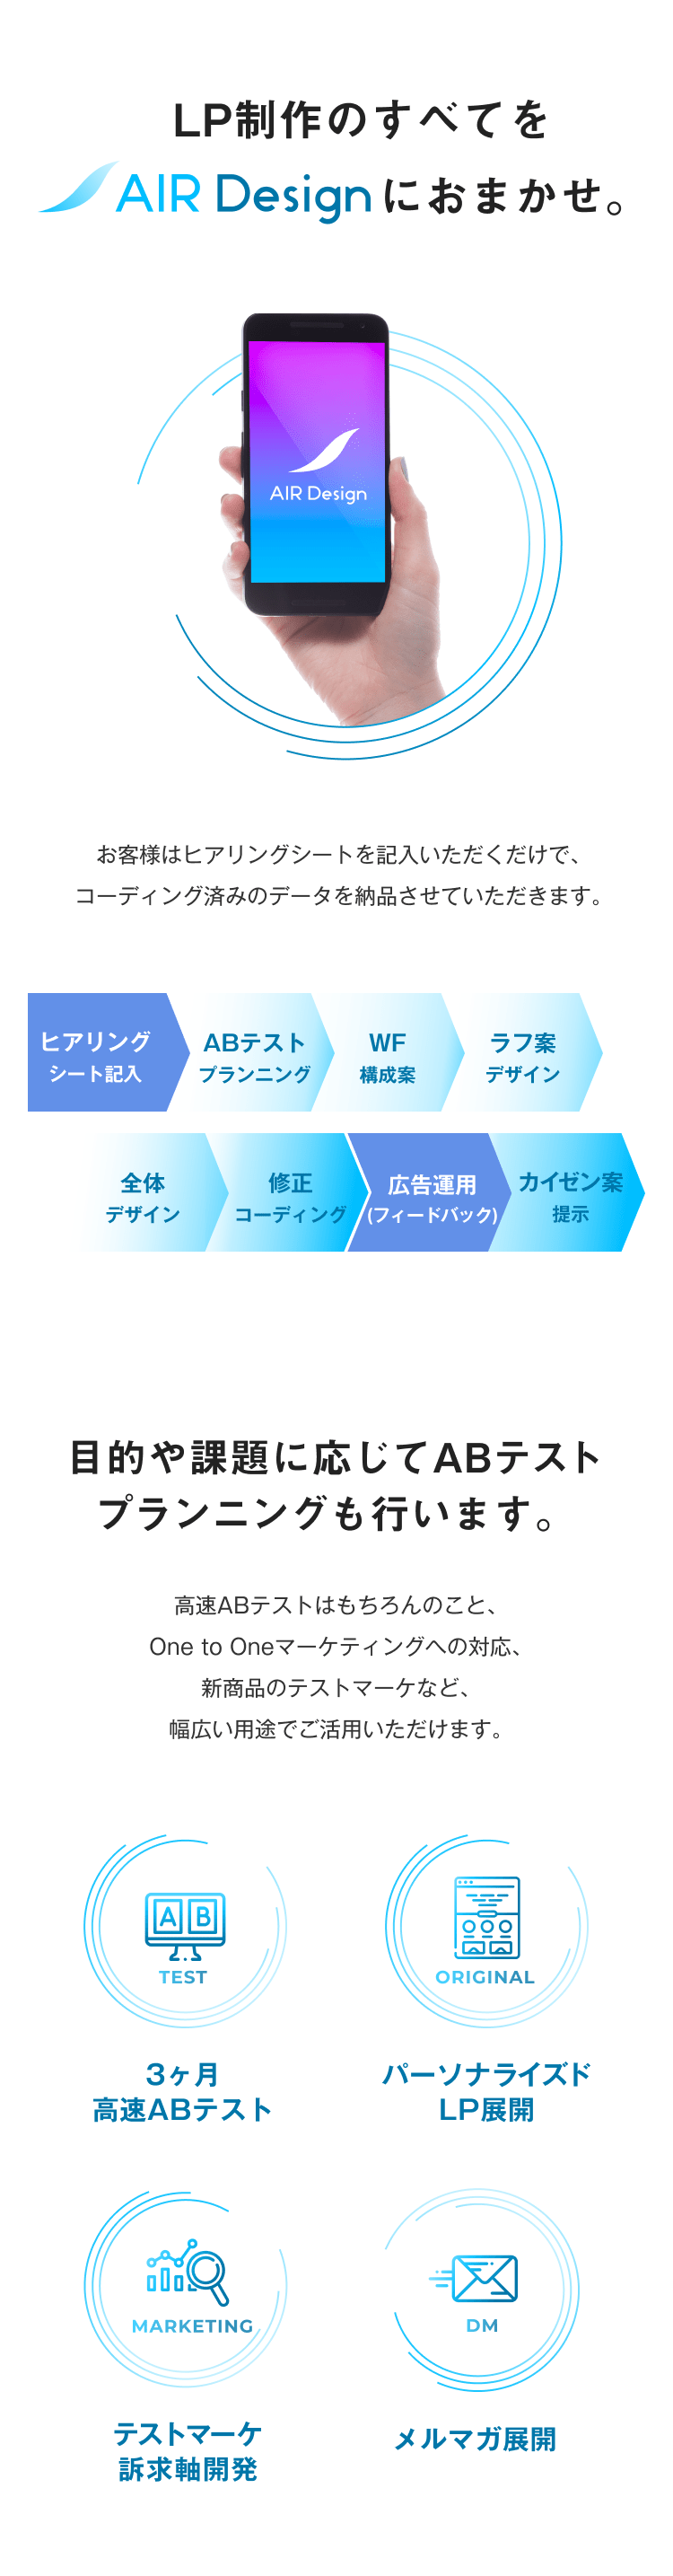 LP制作のすべてを
AIR Designにおまかせ。
AIR Design
お客様はヒアリングシートを記入いただくだけで、
コーディング済みのデータを納品させていただきます。
ヒアリング
シート記入
ABテスト
プランニング
WF
構成案
ラフ案
デザイン
全体
デザイン
修正
コーディング
広告運用
(フィードバック)
カイゼン案
提示
目的や課題に応じてABテスト
プランニングも行います。
高速ABテストはもちろんのこと、
One to Oneマーケティングへの対応、
新商品のテストマーケなど、
幅広い用途でご活用いただけます。
A B
TEST
3ヶ月
高速ABテスト
ORIGINAL
パーソナライズド
LP展開
MARKETING
テストマーケ
訴求軸開発
DM
メルマガ展開